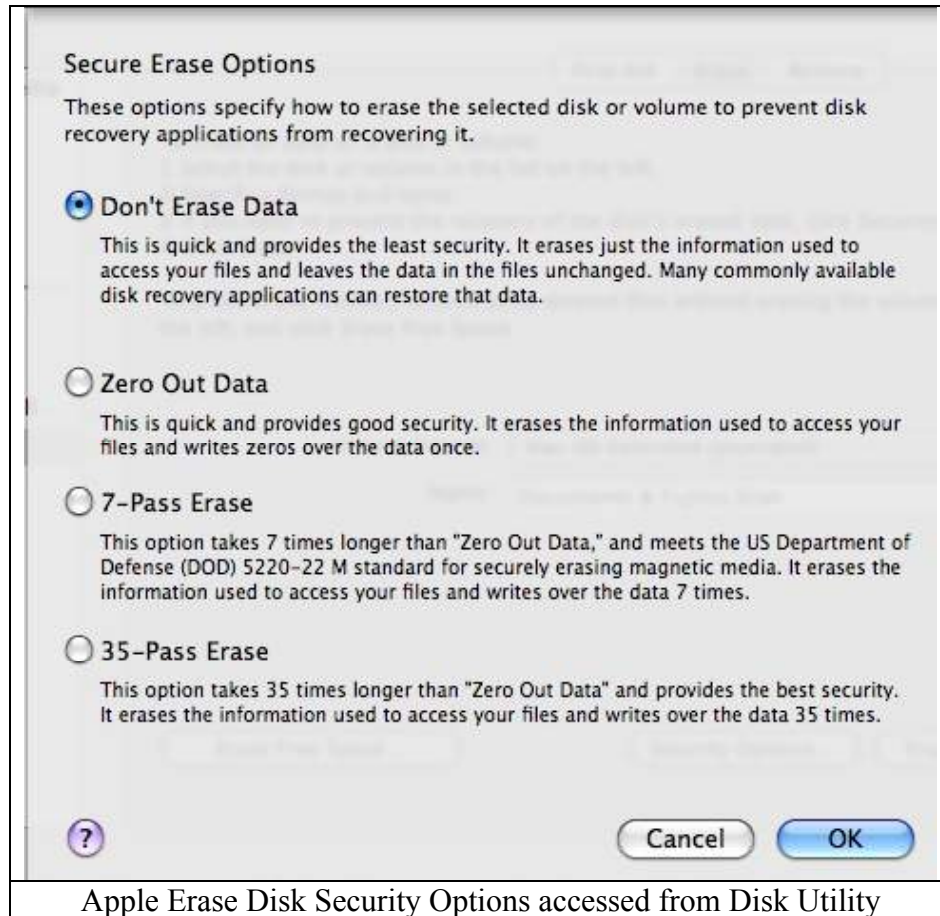 Secure Erase Options
These options specify how to erase the selected disk or volume to prevent disk
recovery applications from recovering it.
Don't Erase Data
This is quick and provides the least security. It erases just the information used to
access your files and leaves the data in the files unchanged. Many commonly available
disk recovery applications can restore that data.
Zero Out Data
This is quick and provides good security. It erases the information used to access your
files and writes zeros over the data once.
7-Pass Erase
This option takes 7 times longer than "Zero Out Data," and meets the US Department of
Defense (DOD) 5220-22 M standard for securely erasing magnetic media. It erases the
information used to access your files and writes over the data 7 times.
35-Pass Erase
This option takes 35 times longer than "Zero Out Data" and provides the best security.
It erases the information used to access your files and writes over the data 35 times.
?
Cancel
OK
Apple Erase Disk Security Options accessed from Disk Utility